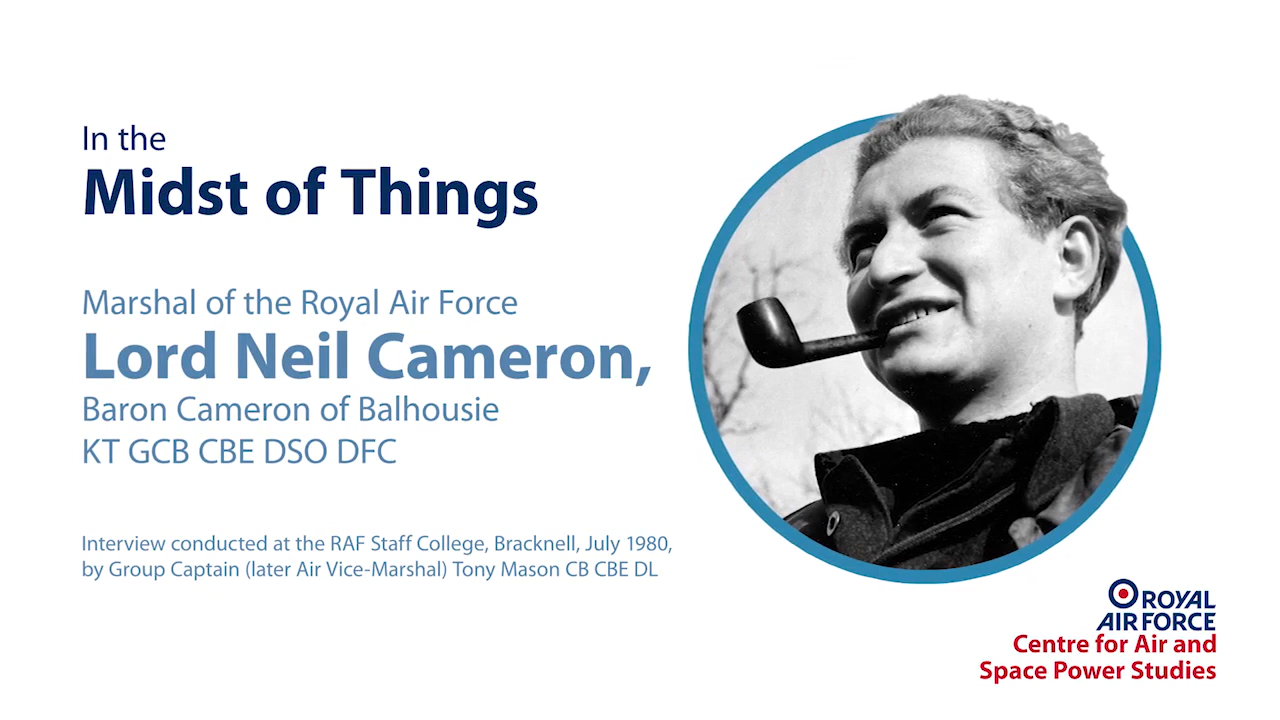 In the
Midst of Things
Marshal of the Royal Air Force
Lord Neil Cameron,
Baron Cameron of Balhousie
KT GCB CBE DSO DFC
Interview conducted at the RAF Staff College, Bracknell, July 1980,
by Group Captain (later Air Vice-Marshal) Tony Mason CB CBE DL
ROYAL
AIR FORCE
Centre for Air and
Space Power Studies